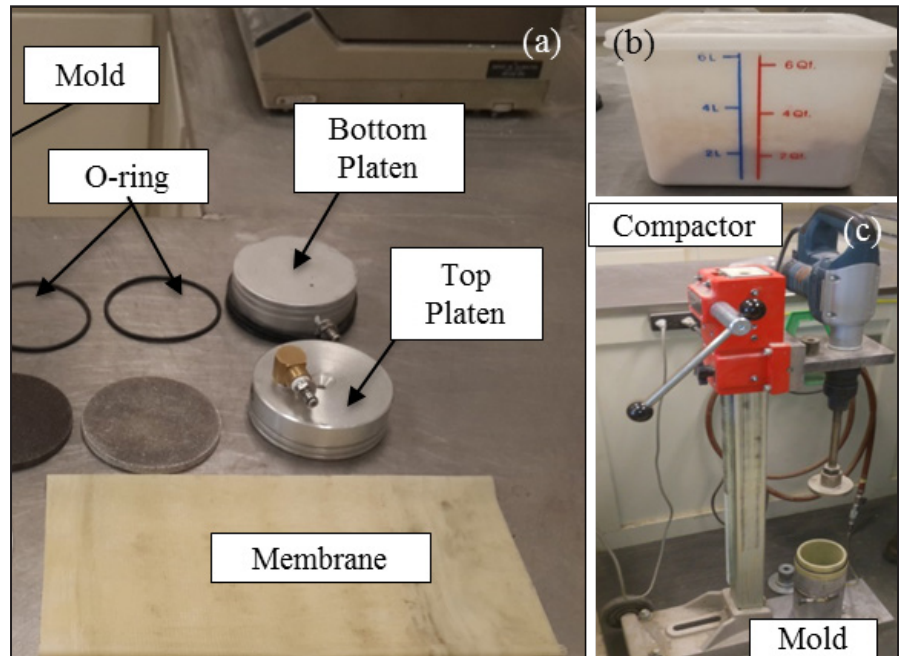 (a)
Mold
Bottom
Platen
O-ring
Top
Platen
Membrane
(b)
6L
6 Qt.
4L
4 Qt.
2L
2 Qt.
Compactor
(c)
Mold